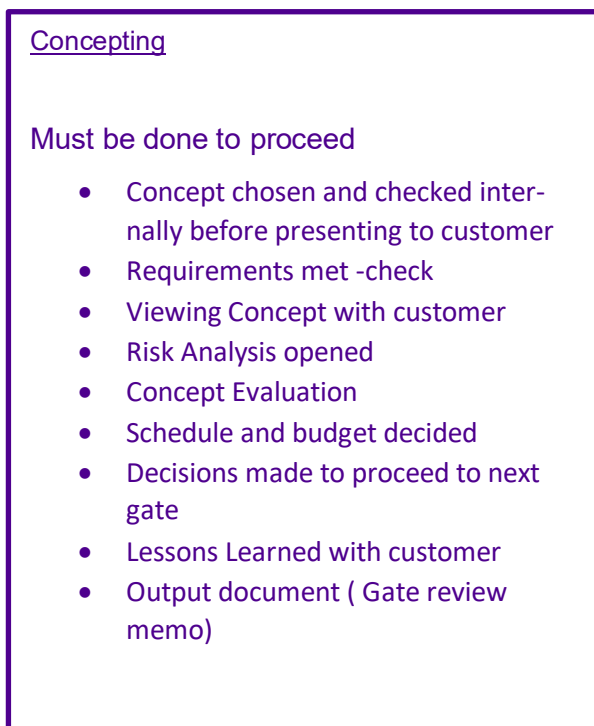 Concepting
Must be done to proceed
• Concept chosen and checked inter-
nally before presenting to customer
• Requirements met -check
• Viewing Concept with customer
• Risk Analysis opened
• Concept Evaluation
• Schedule and budget decided
• Decisions made to proceed to next
gate
• Lessons Learned with customer
• Output document ( Gate review
memo)